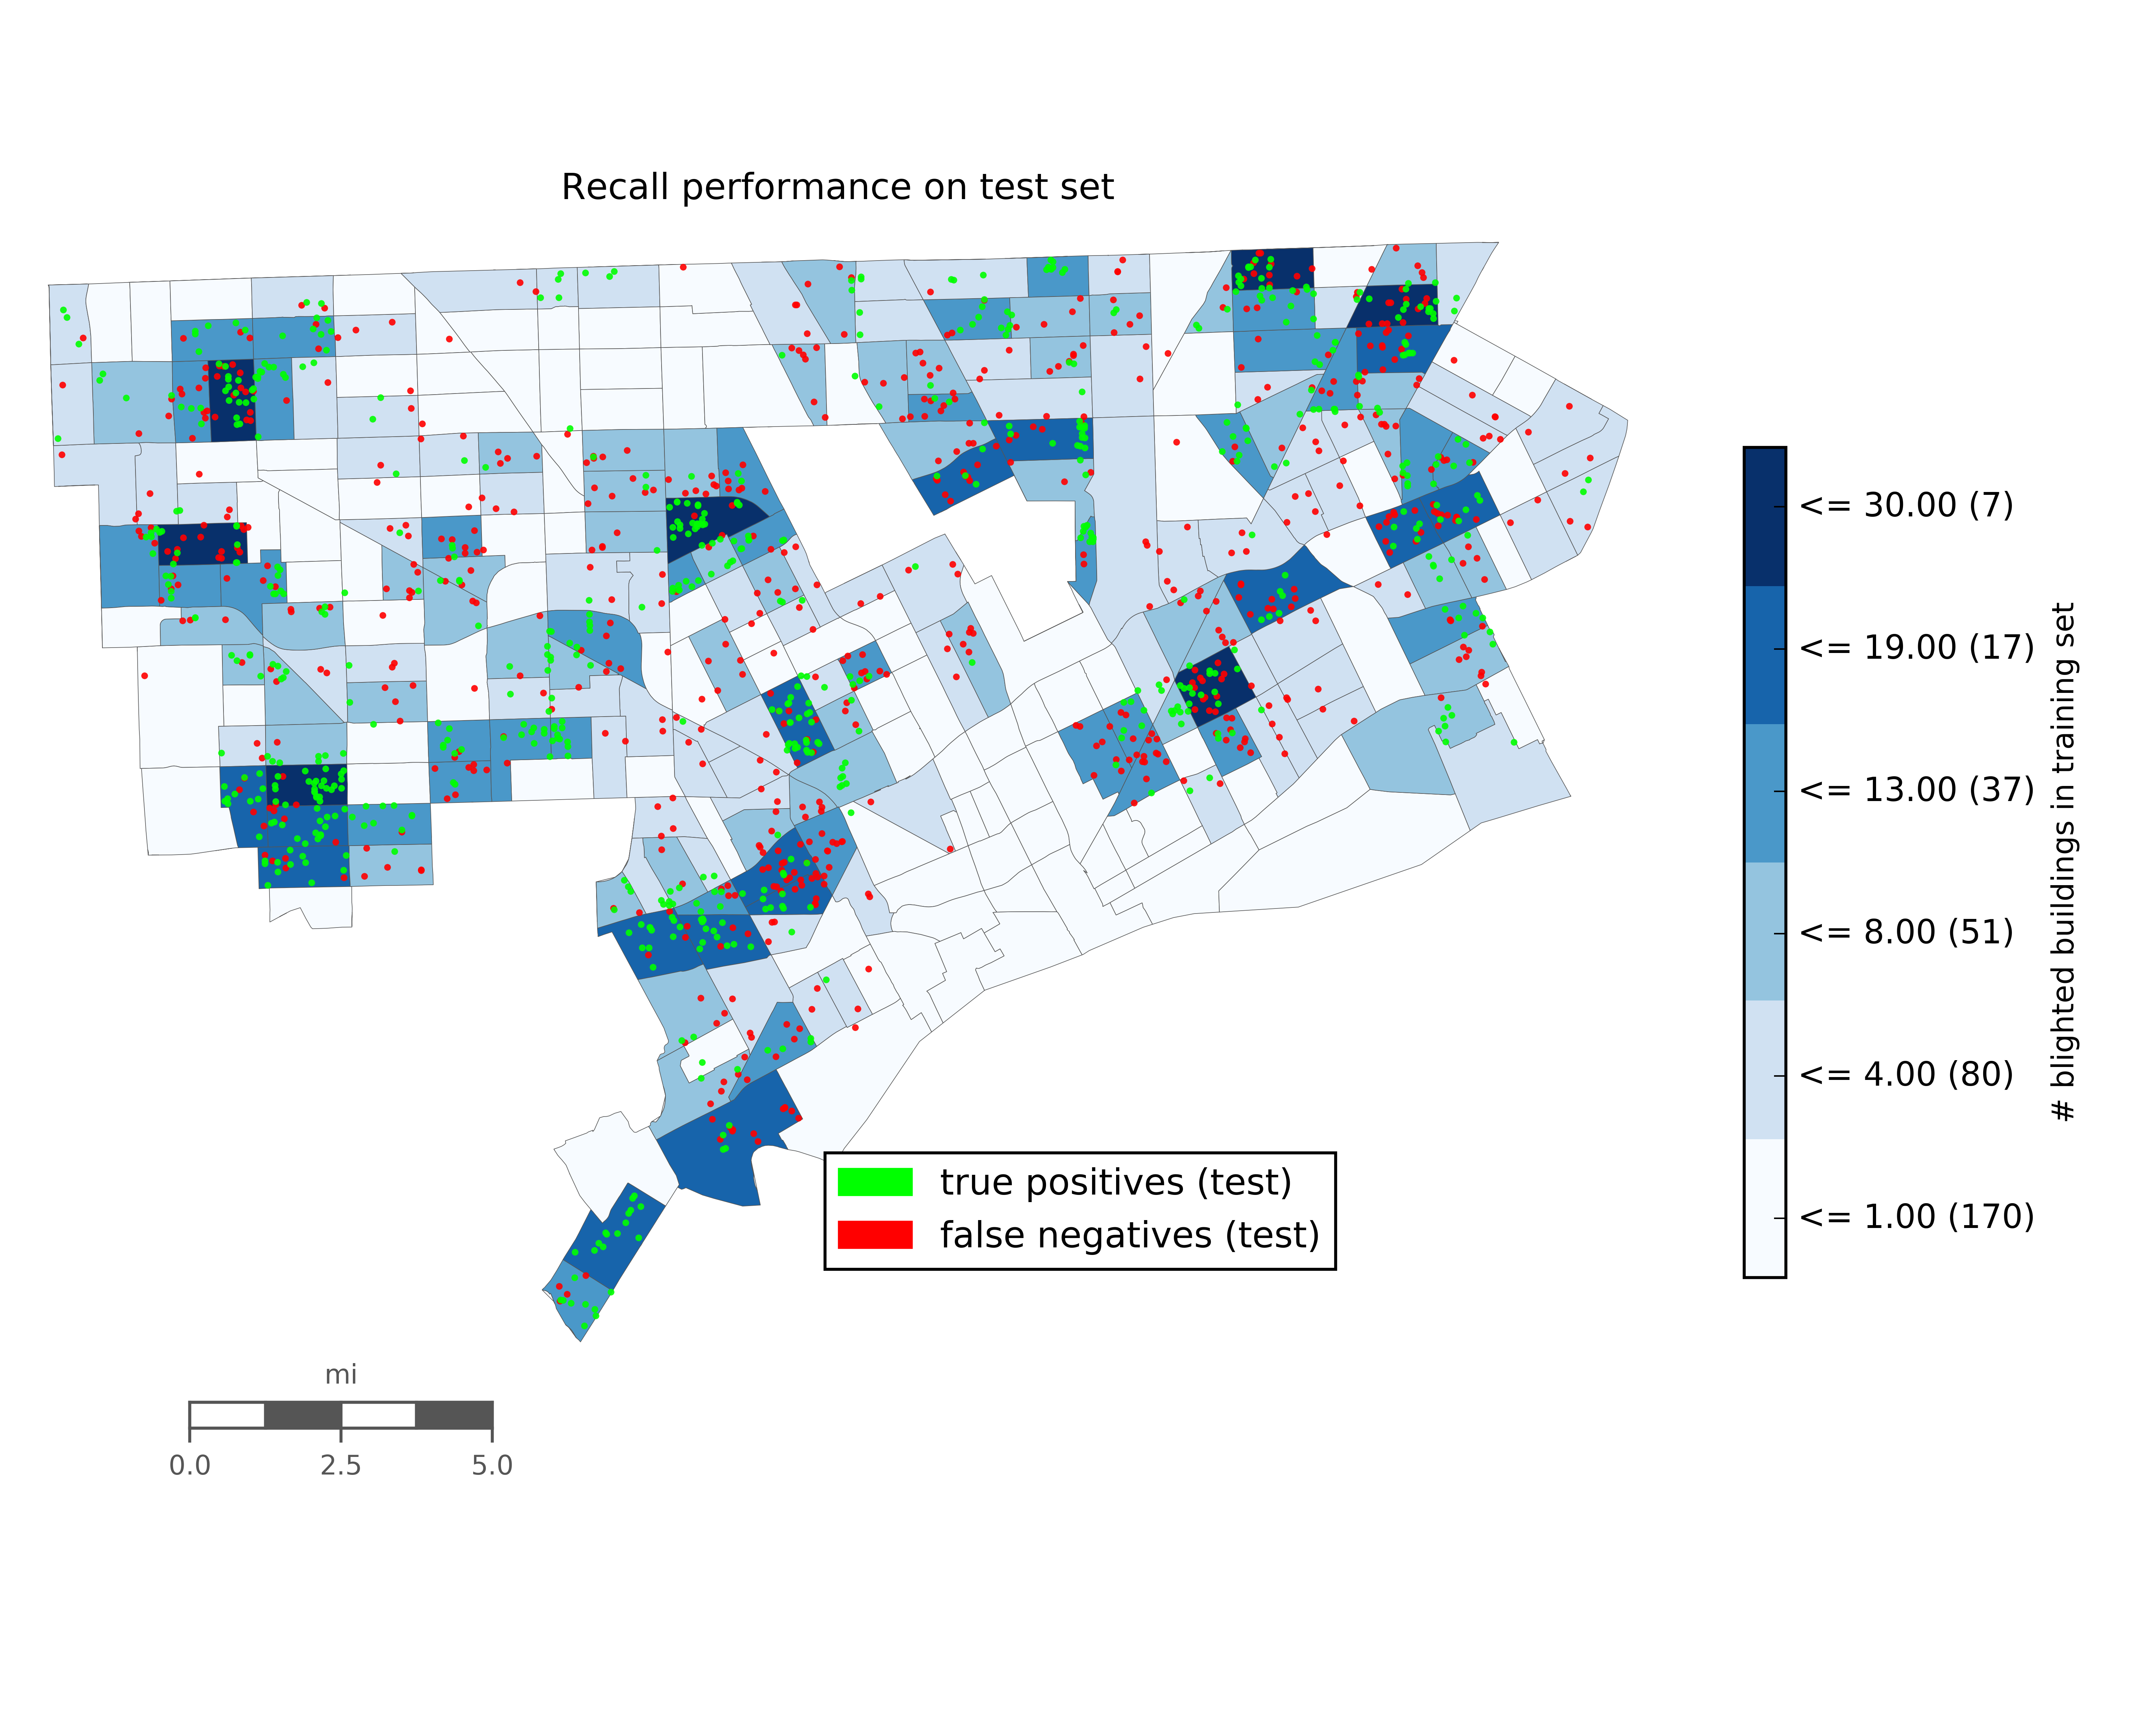 Recall performance on test set
<= 30.00 (7)
<= 19.00 (17)
<= 13.00 (37)
<= 8.00 (51)
<= 4.00 (80)
<= 1.00 (170)
# blighted buildings in training set
true positives (test)
false negatives (test)
mi
0.0 2.5 5.0